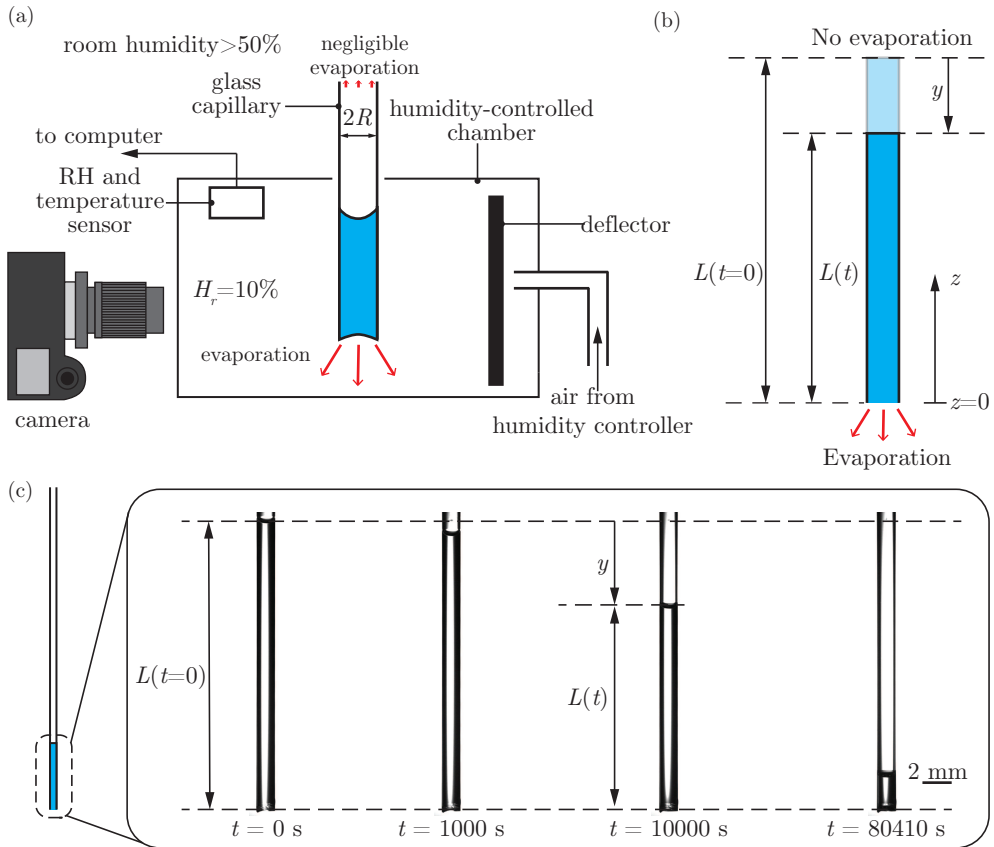 (a)
room humidity>50%
negligible
evaporation
glass
capillary
2R
humidity-controlled
chamber
to computer
RH and
temperature
sensor
deflector
H_r=10%
evaporation
camera
air from
humidity controller
(b)
No evaporation
y
L(t=0)
L(t)
z
z=0
Evaporation
(c)
L(t=0)
y
L(t)
2 mm
t = 0 s
t = 1000 s
t = 10000 s
t = 80410 s